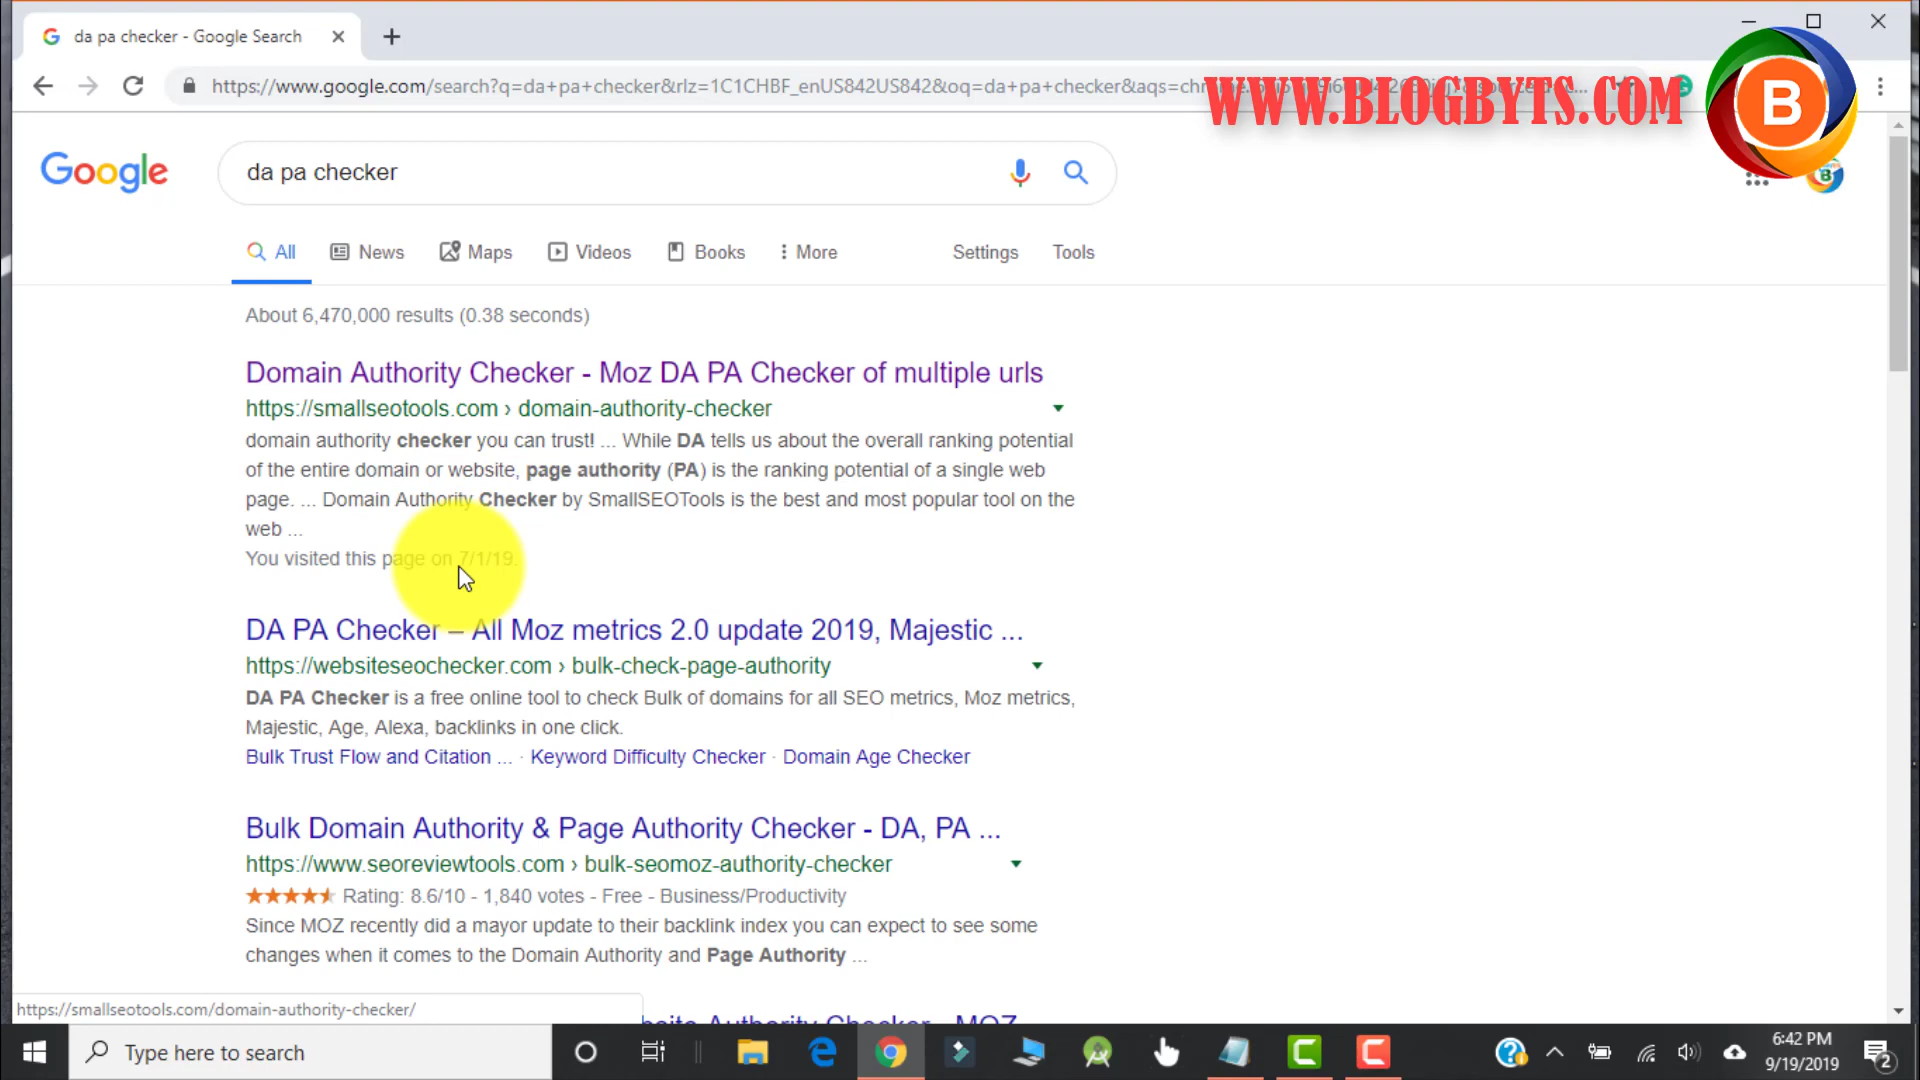 da pa checker - Google Search
https://www.google.com/search?q=da+pa+checker&rlz=1C1CHBF_enUS842US842&oq=da+pa+checker&aqs=chr
WWW.BLOGBYTS.COM
B
Google
da pa checker
B
All News Maps Videos Books More Settings Tools
About 6,470,000 results (0.38 seconds)
Domain Authority Checker - Moz DA PA Checker of multiple urls
https://smallseotools.com › domain-authority-checker
domain authority checker you can trust! ... While DA tells us about the overall ranking potential
of the entire domain or website, page authority (PA) is the ranking potential of a single web
page. ... Domain Authority Checker by SmallSEOTools is the best and most popular tool on the
web ...
You visited this page on 7/1/19.
DA PA Checker – All Moz metrics 2.0 update 2019, Majestic ...
https://websiteseochecker.com › bulk-check-page-authority
DA PA Checker is a free online tool to check Bulk of domains for all SEO metrics, Moz metrics,
Majestic, Age, Alexa, backlinks in one click.
Bulk Trust Flow and Citation ... · Keyword Difficulty Checker · Domain Age Checker
Bulk Domain Authority & Page Authority Checker - DA, PA ...
https://www.seoreviewtools.com › bulk-seomoz-authority-checker
Rating: 8.6/10 - 1,840 votes - Free - Business/Productivity
Since MOZ recently did a mayor update to their backlink index you can expect to see some
changes when it comes to the Domain Authority and Page Authority ...
https://smallseotools.com/domain-authority-checker/
Authority Checker - MOZ
Type here to search
6:42 PM
9/19/2019
2